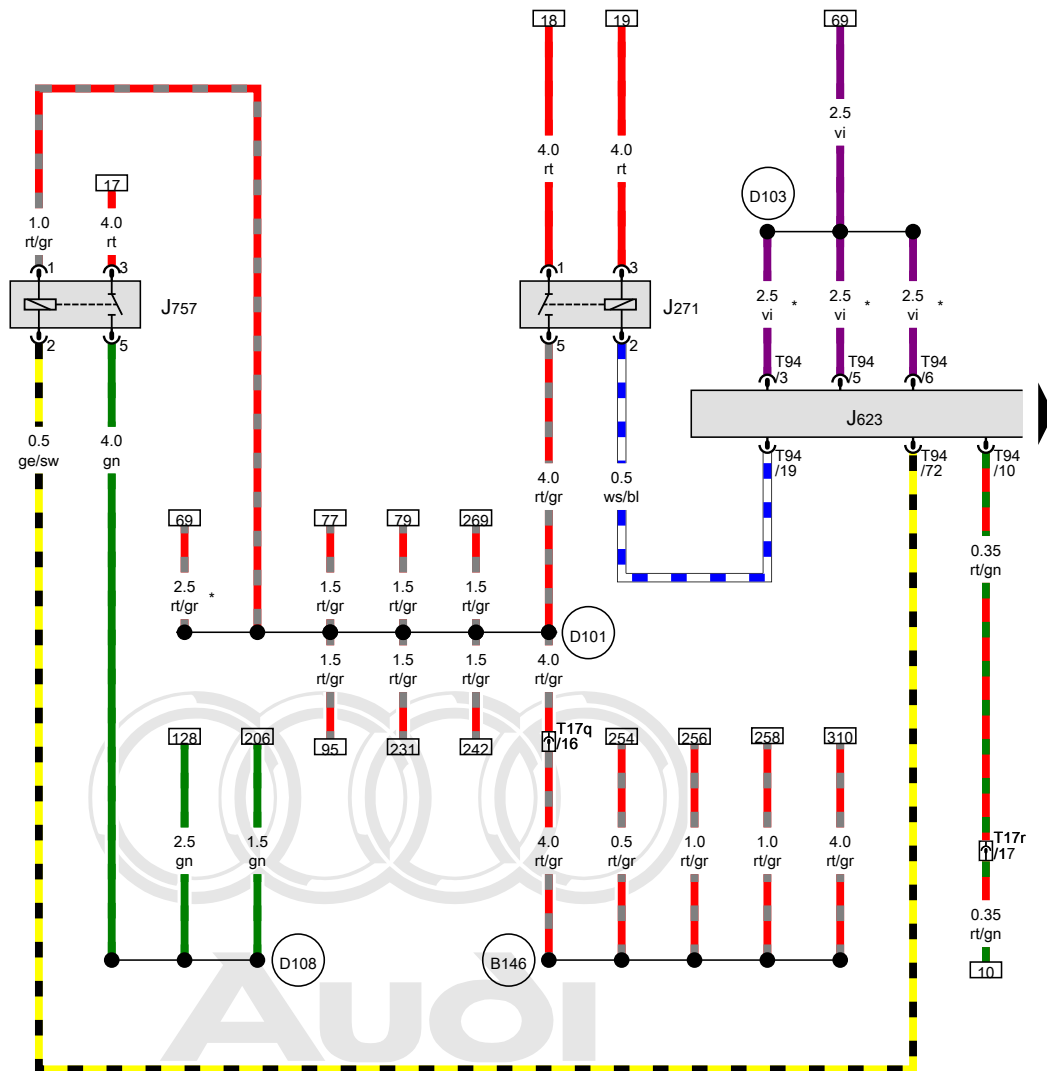 18
19
69
2.5
vi
17
4.0
rt
4.0
rt
D103
1.0
rt/gr
4.0
rt
1
3
J757
2
5
1
3
J271
5
2
2.5
vi
*
2.5
vi
*
2.5
vi
*
T94
/3
T94
/5
T94
/6
J623
T94
/19
T94
/72
T94
/10
0.5
ge/sw
4.0
gn
4.0
rt/gr
0.5
ws/bl
69
77
79
269
0.35
rt/gn
2.5
rt/gr
*
1.5
rt/gr
1.5
rt/gr
1.5
rt/gr
D101
1.5
rt/gr
1.5
rt/gr
1.5
rt/gr
4.0
rt/gr
128
206
95
231
242
T17q
/16
254
256
258
310
2.5
gn
1.5
gn
4.0
rt/gr
0.5
rt/gr
1.0
rt/gr
1.0
rt/gr
4.0
rt/gr
T17r
/17
0.35
rt/gn
D108
B146
10
Audi